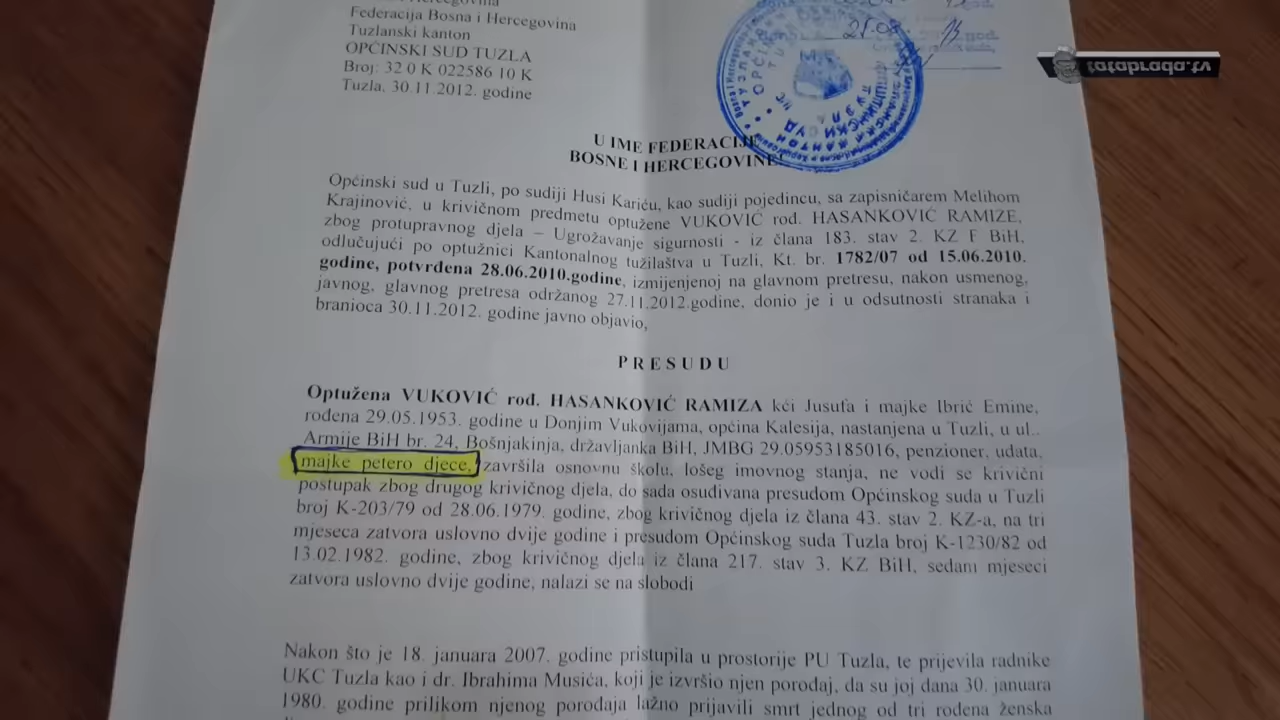 Federacija Bosna i Hercegovina
Tuzlanski kanton
OPĆINSKI SUD TUZLA
Broj: 32 0 K 022586 10 K
Tuzla, 30.11.2012. godine
tatabrada.tv
U IME FEDERACIJE
BOSNE I HERCEGOVINE
Općinski sud u Tuzli, po sudiji Husi Kariću, kao sudiji pojedincu, sa zapisničarem Melihom
Krajinović, u krivičnom predmetu optužene VUKOVIĆ rod. HASANKOVIĆ RAMIZE,
zbog protupravnog djela – Ugrožavanje sigurnosti - iz člana 183. stav 2. KZ F BiH,
odlučujući po optužnici Kantonalnog tužilaštva u Tuzli, Kt. br. 1782/07 od 15.06.2010.
godine, potvrđena 28.06.2010.godine, izmijenjenoj na glavnom pretresu, nakon usmenog,
javnog, glavnog pretresa održanog 27.11.2012.godine, donio je i u odsutnosti stranaka i
branioca 30.11.2012. godine javno objavio,
P R E S U D U
Optužena VUKOVIĆ rođ. HASANKOVIĆ RAMIZA kći Jusufa i majke Ibrić Emine,
rođena 29.05.1953. godine u Donjim Vukovijama, općina Kalesija, nastanjena u Tuzli, u ul..
Armije BiH br. 24, Bošnjakinja, državljanka BiH, JMBG 29.05953185016, penzioner, udata,
majke petero djece, završila osnovnu školu, lošeg imovnog stanja, ne vodi se krivični
postupak zbog drugog krivičnog djela, do sada osuđivana presudom Općinskog suda u Tuzli
broj K-203/79 od 28.06.1979. godine, zbog krivičnog djela iz člana 43. stav 2. KZ-a, na tri
mjeseca zatvora uslovno dvije godine i presudom Općinskog suda Tuzla broj K-1230/82 od
13.02.1982. godine, zbog krivičnog djela iz člana 217. stav 3. KZ BiH, sedam mjeseci
zatvora uslovno dvije godine, nalazi se na slobodi
Nakon što je 18. januara 2007. godine pristupila u prostorije PU Tuzla, te prijevila radnike
UKC Tuzla kao i dr. Ibrahima Musića, koji je izvršio njen porođaj, da su joj dana 30. januara
1980. godine prilikom njenog porođaja lažno prijavili smrt jednog od tri rođena ženska